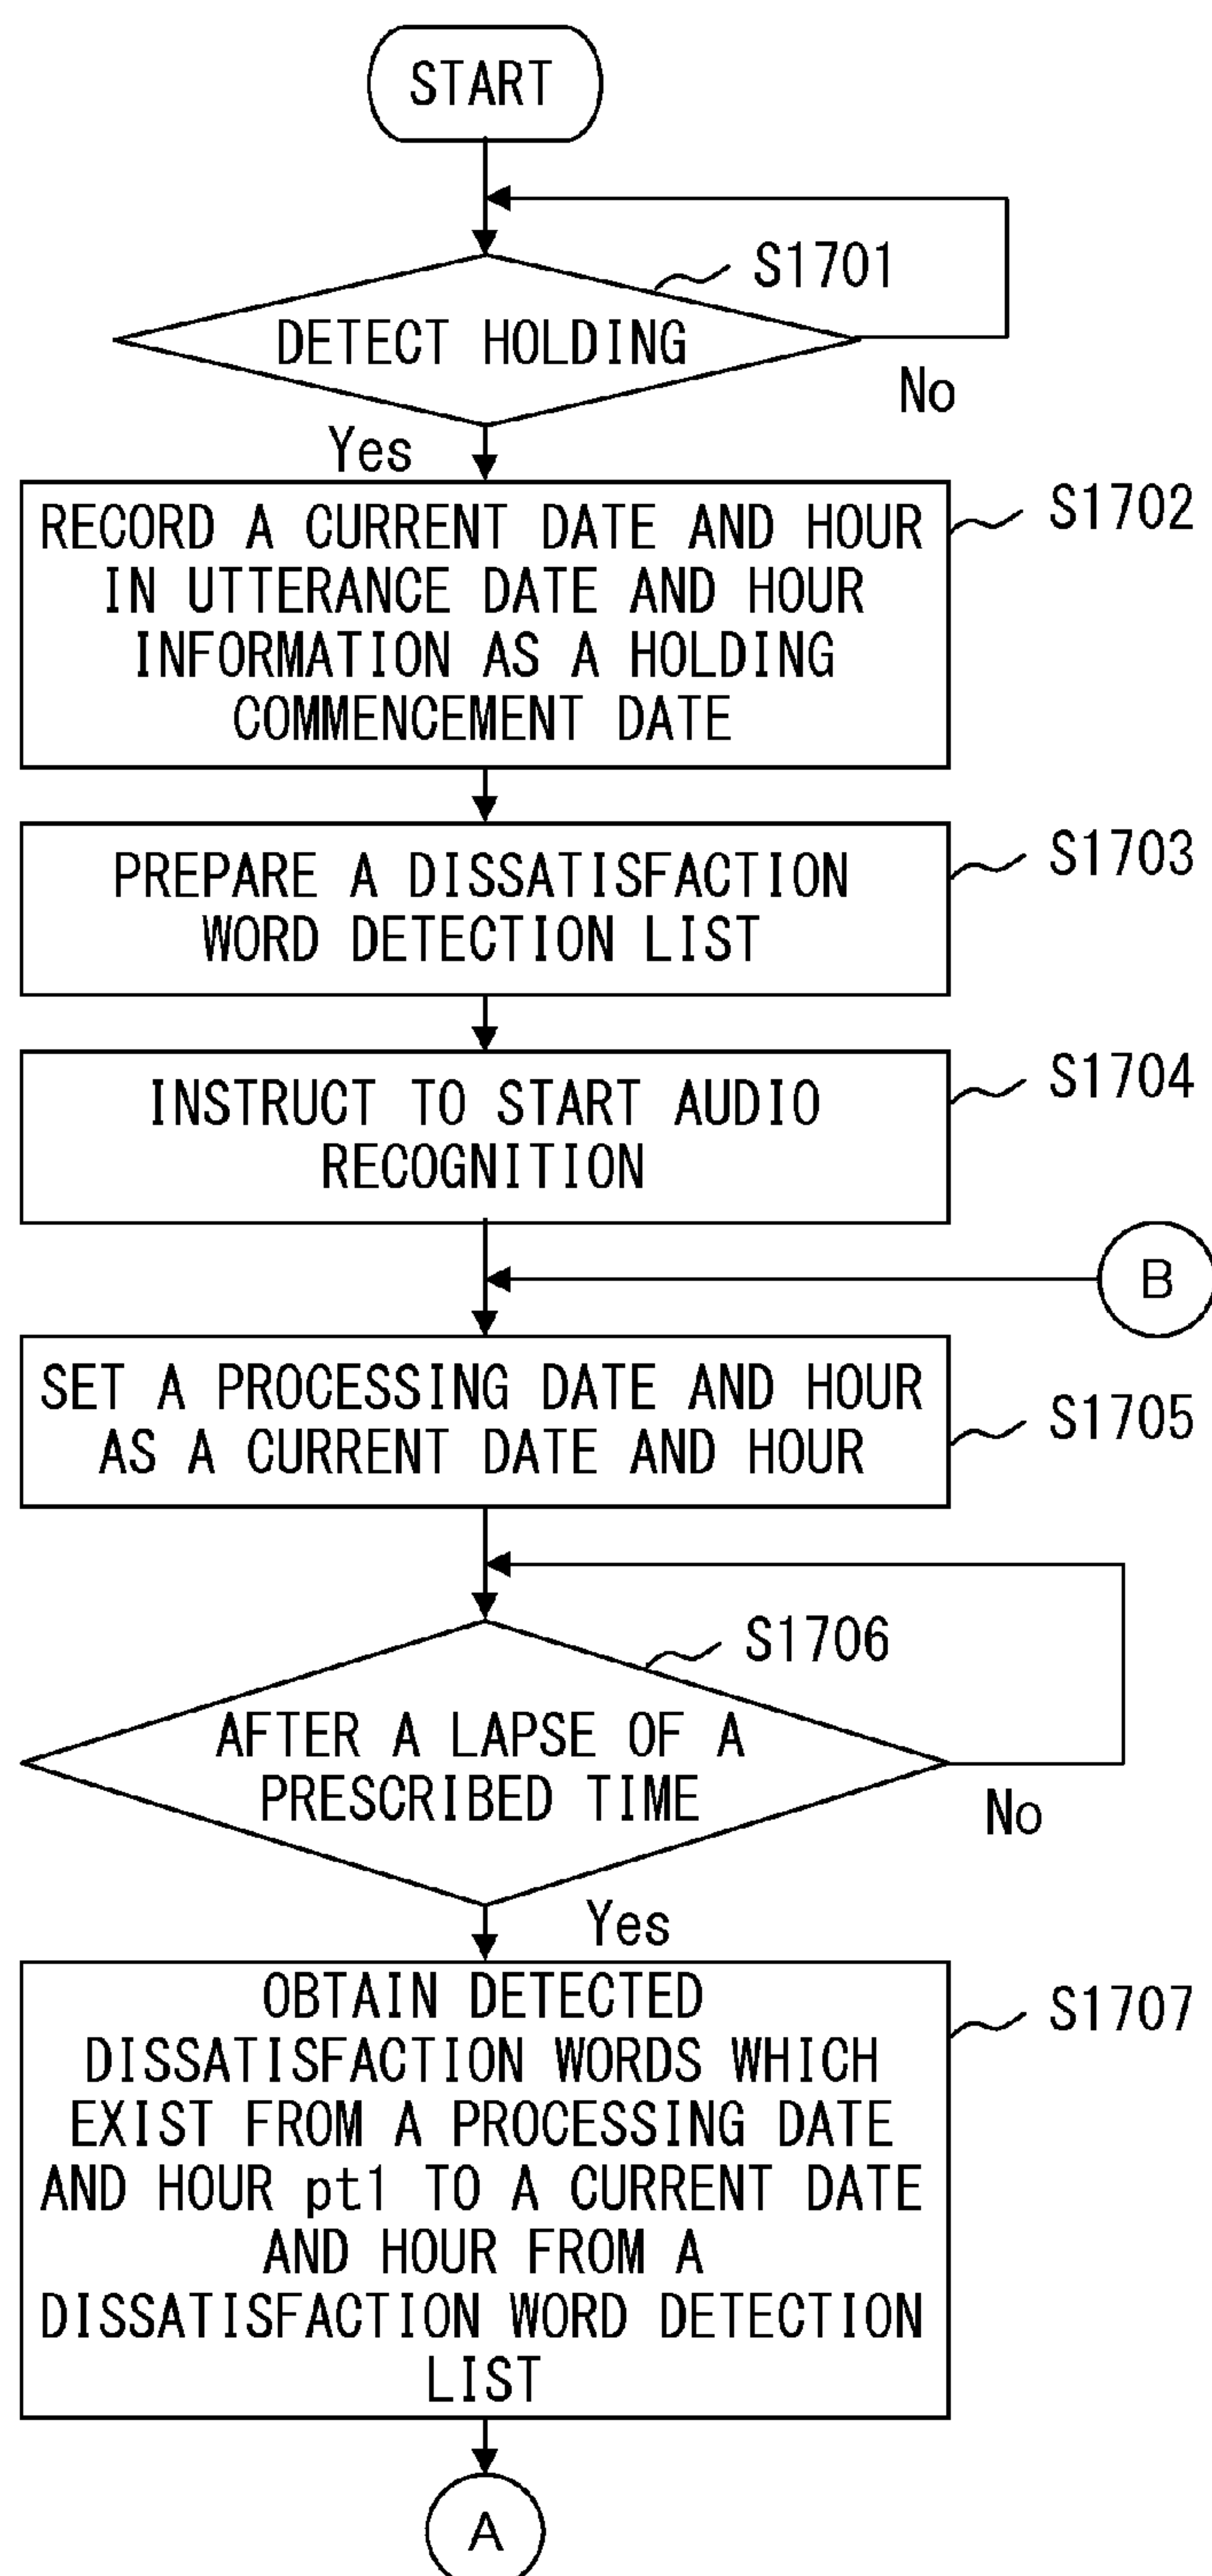 START
S1701
DETECT HOLDING
No
Yes
S1702
RECORD A CURRENT DATE AND HOUR
IN UTTERANCE DATE AND HOUR
INFORMATION AS A HOLDING
COMMENCEMENT DATE
S1703
PREPARE A DISSATISFACTION
WORD DETECTION LIST
S1704
INSTRUCT TO START AUDIO
RECOGNITION
B
SET A PROCESSING DATE AND HOUR
AS A CURRENT DATE AND HOUR
S1705
S1706
AFTER A LAPSE OF A
PRESCRIBED TIME
No
Yes
S1707
OBTAIN DETECTED
DISSATISFACTION WORDS WHICH
EXIST FROM A PROCESSING DATE
AND HOUR pt1 TO A CURRENT DATE
AND HOUR FROM A
DISSATISFACTION WORD DETECTION
LIST
A